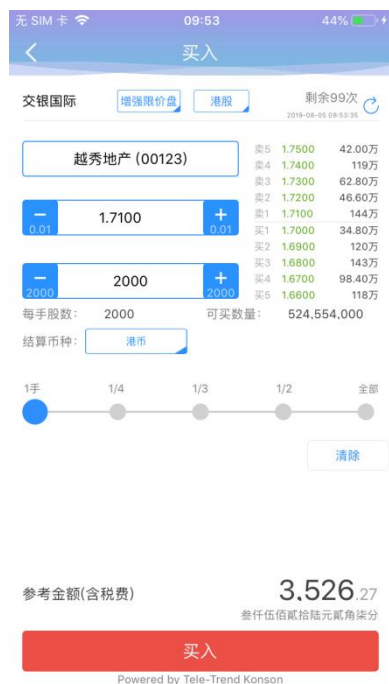 无 SIM 卡 09:53 44%
买入
交银国际 增强限价盘 港股 剩余99次
2019-08-05 09:53:35
越秀地产 (00123)
卖5 1.7500 42.00万
卖4 1.7400 119万
卖3 1.7300 62.80万
卖2 1.7200 46.60万
卖1 1.7100 144万
− 1.7100 +
0.01 0.01
买1 1.7000 34.80万
买2 1.6900 120万
买3 1.6800 143万
买4 1.6700 98.40万
买5 1.6600 118万
− 2000 +
2000 2000
每手股数: 2000 可买数量: 524,554,000
结算币种: 港币
1手 1/4 1/3 1/2 全部
清除
参考金额(含税费) 3,526.27
叁仟伍佰贰拾陆元贰角柒分
买入
Powered by Tele-Trend Konson